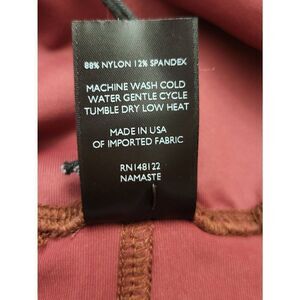 88% NYLON 12% SPANDEX
MACHINE WASH COLD
WATER GENTLE CYCLE
TUMBLE DRY LOW HEAT
MADE IN USA
OF IMPORTED FABRIC
RN148122
NAMASTE